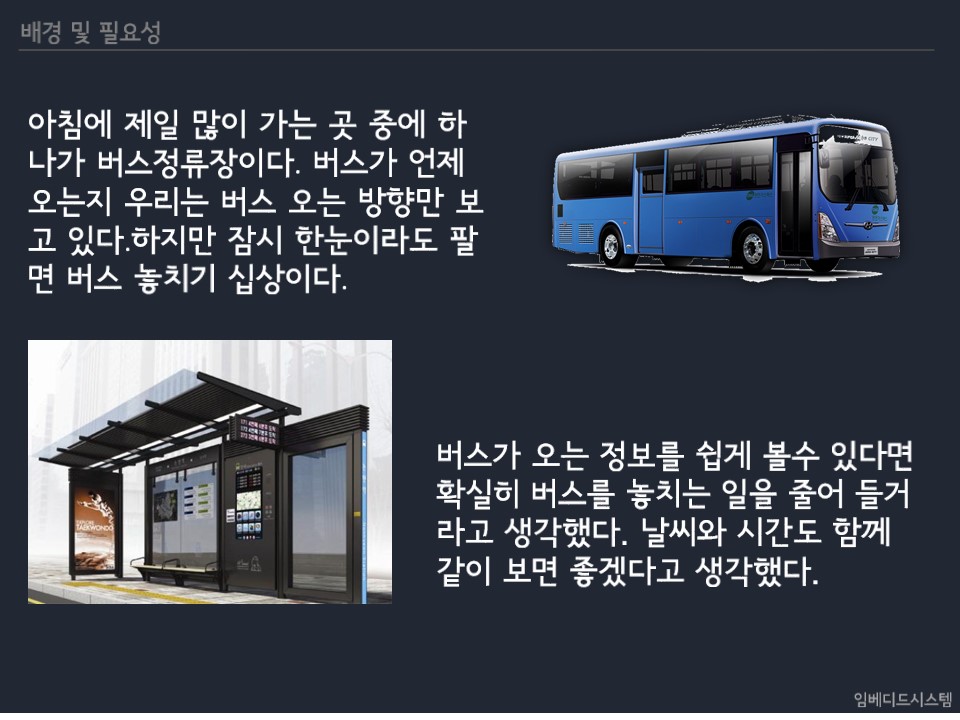 배경 및 필요성
아침에 제일 많이 가는 곳 중에 하
나가 버스정류장이다. 버스가 언제
오는지 우리는 버스 오는 방향만 보
고 있다.하지만 잠시 한눈이라도 팔
면 버스 놓치기 십상이다.
TAEKWONDO
버스가 오는 정보를 쉽게 볼수 있다면
확실히 버스를 놓치는 일을 줄어 들거
라고 생각했다. 날씨와 시간도 함께
같이 보면 좋겠다고 생각했다.
임베디드시스템